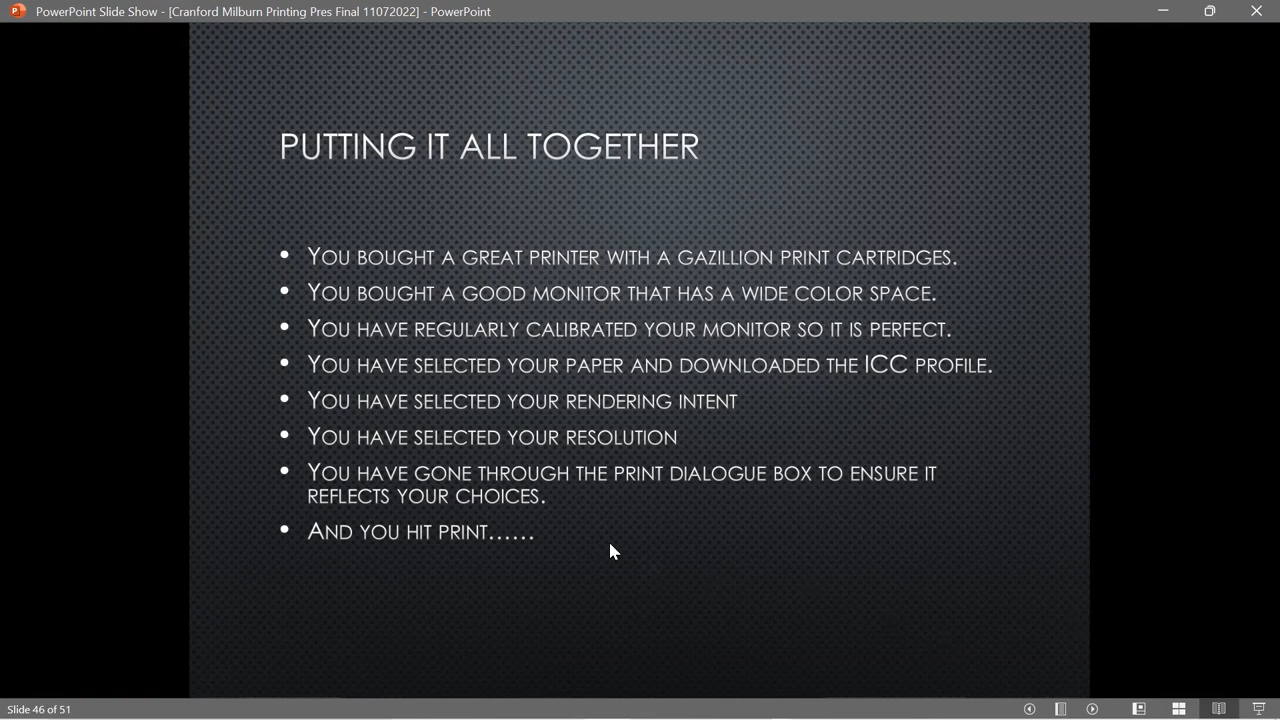 PowerPoint Slide Show - [Cranford Milburn Printing Pres Final 11072022] - PowerPoint
PUTTING IT ALL TOGETHER
• YOU BOUGHT A GREAT PRINTER WITH A GAZILLION PRINT CARTRIDGES.
• YOU BOUGHT A GOOD MONITOR THAT HAS A WIDE COLOR SPACE.
• YOU HAVE REGULARLY CALIBRATED YOUR MONITOR SO IT IS PERFECT.
• YOU HAVE SELECTED YOUR PAPER AND DOWNLOADED THE ICC PROFILE.
• YOU HAVE SELECTED YOUR RENDERING INTENT
• YOU HAVE SELECTED YOUR RESOLUTION
• YOU HAVE GONE THROUGH THE PRINT DIALOGUE BOX TO ENSURE IT
REFLECTS YOUR CHOICES.
• AND YOU HIT PRINT......
Slide 46 of 51